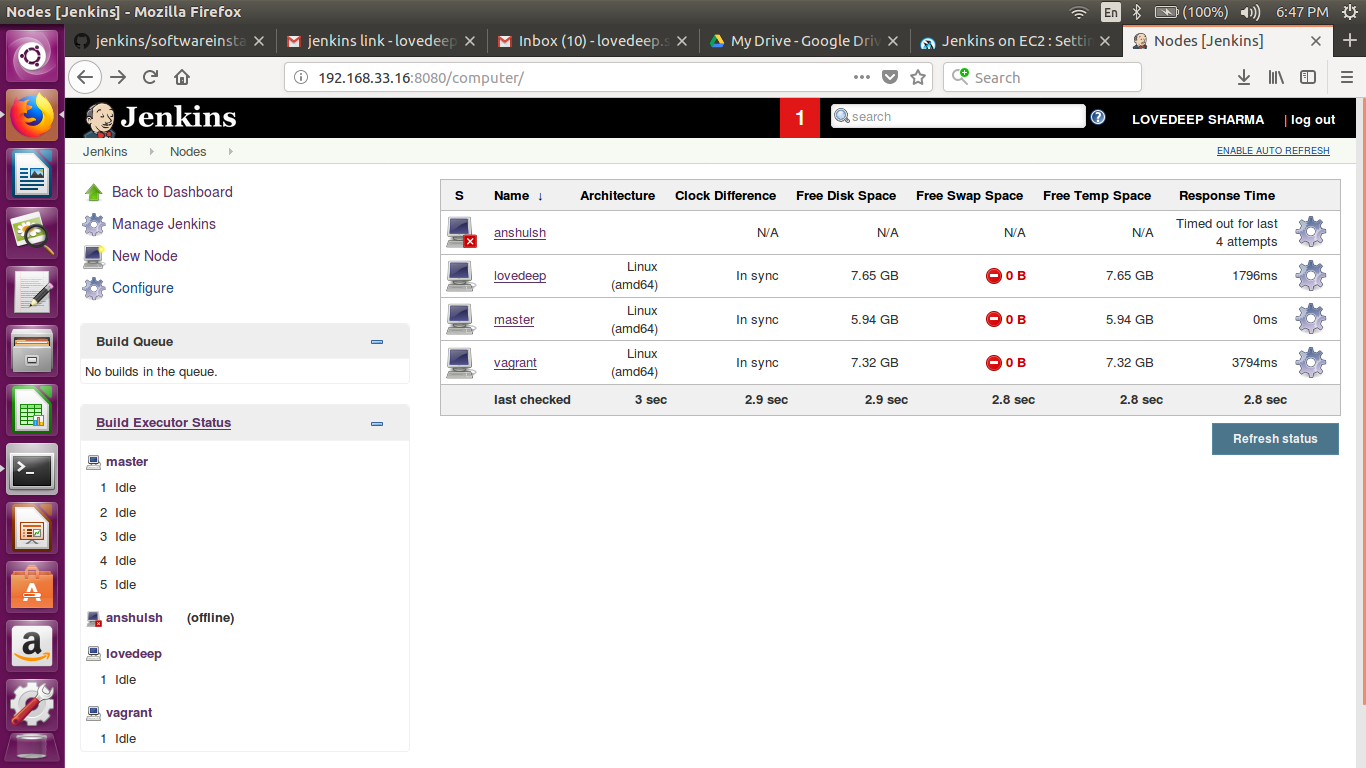 Nodes [Jenkins] - Mozilla Firefox
En
(100%)
6:47 PM
jenkins/softwareinsta
jenkins link - lovedeep
Inbox (10) - lovedeep.s
My Drive - Google Driv
Jenkins on EC2 : Settin
Nodes [Jenkins]
192.168.33.16:8080/computer/
Search
Jenkins
1
search
LOVEDEEP SHARMA
| log out
Jenkins
Nodes
ENABLE AUTO REFRESH
Back to Dashboard
Manage Jenkins
New Node
Configure
Build Queue
No builds in the queue.
Build Executor Status
master
1 Idle
2 Idle
3 Idle
4 Idle
5 Idle
anshulsh (offline)
lovedeep
1 Idle
vagrant
1 Idle
S Name ↓ Architecture Clock Difference Free Disk Space Free Swap Space Free Temp Space Response Time
anshulsh N/A N/A N/A N/A Timed out for last
4 attempts
lovedeep Linux
(amd64) In sync 7.65 GB 0 B 7.65 GB 1796ms
master Linux
(amd64) In sync 5.94 GB 0 B 5.94 GB 0ms
vagrant Linux
(amd64) In sync 7.32 GB 0 B 7.32 GB 3794ms
last checked 3 sec 2.9 sec 2.9 sec 2.8 sec 2.8 sec 2.8 sec
Refresh status